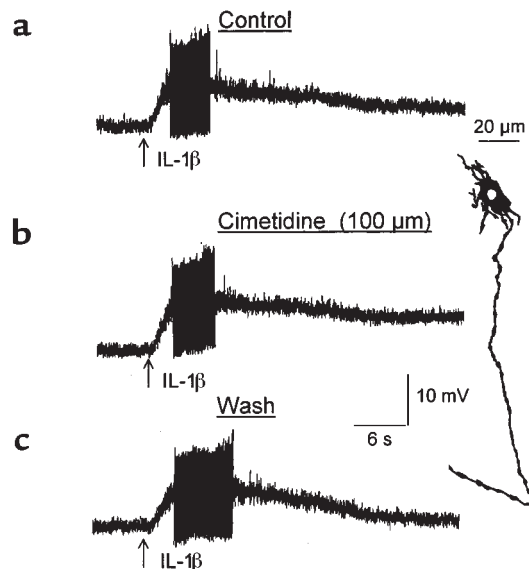 a
Control
IL-1β
20 μm
b
Cimetidine (100 μm)
IL-1β
10 mV
6 s
Wash
c
IL-1β